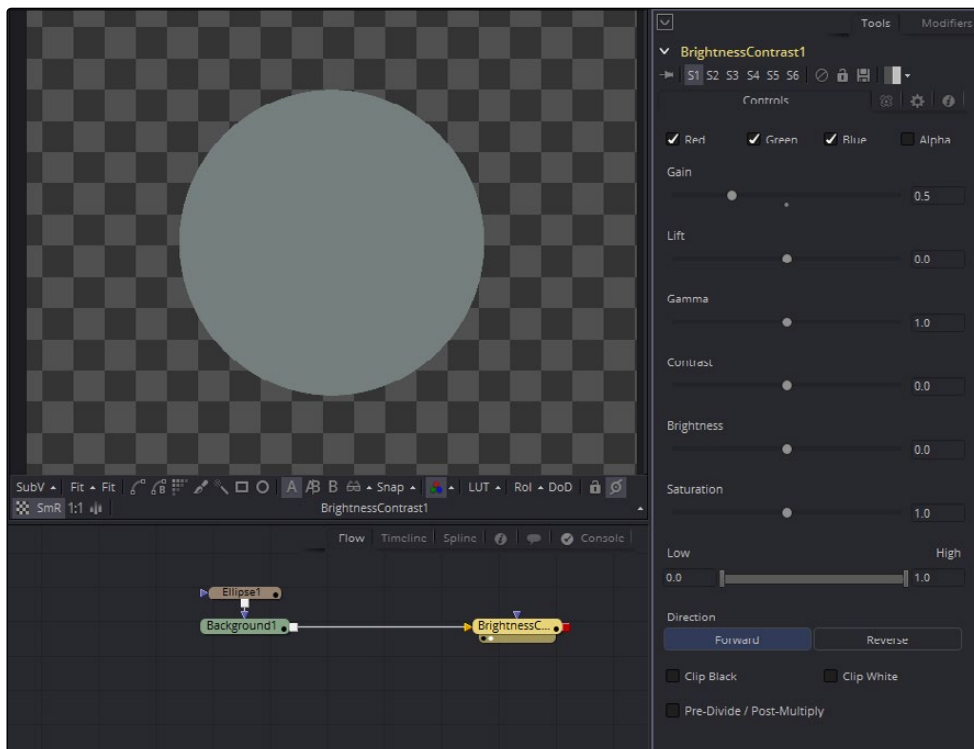 Tools Modifiers
BrightnessContrast1
S1 S2 S3 S4 S5 S6
Controls
Red Green Blue Alpha
Gain
0.5
Lift
0.0
Gamma
1.0
Contrast
0.0
Brightness
0.0
Saturation
1.0
Low High
0.0 1.0
Direction
Forward Reverse
Clip Black Clip White
Pre-Divide / Post-Multiply
SubV Fit Fit A A/B B Snap LUT RoI DoD
SmR 1:1 BrightnessContrast1
Flow Timeline Spline Console
Ellipse1
Background1 BrightnessC...